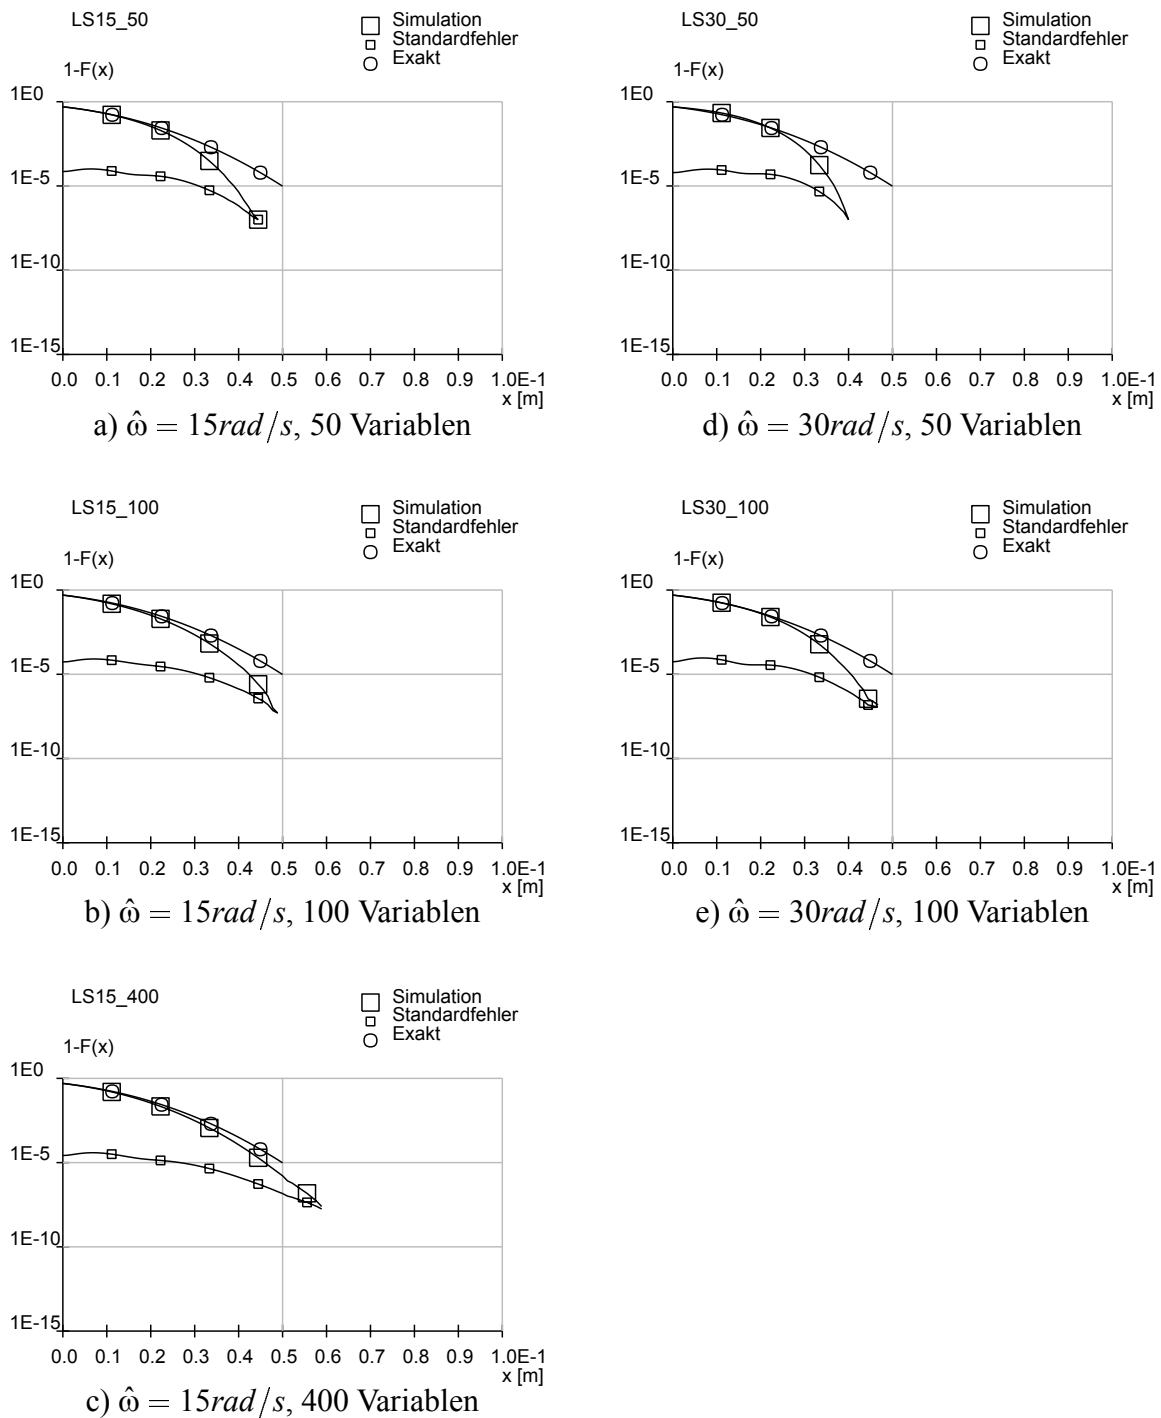 LS15_50
Simulation
Standardfehler
Exakt
1-F(x)
1E0
1E-5
1E-10
1E-15
0.0 0.1 0.2 0.3 0.4 0.5 0.6 0.7 0.8 0.9 1.0E-1
x [m]
a) ω̂ = 15rad/s, 50 Variablen
LS30_50
Simulation
Standardfehler
Exakt
1-F(x)
1E0
1E-5
1E-10
1E-15
0.0 0.1 0.2 0.3 0.4 0.5 0.6 0.7 0.8 0.9 1.0E-1
x [m]
d) ω̂ = 30rad/s, 50 Variablen
LS15_100
Simulation
Standardfehler
Exakt
1-F(x)
1E0
1E-5
1E-10
1E-15
0.0 0.1 0.2 0.3 0.4 0.5 0.6 0.7 0.8 0.9 1.0E-1
x [m]
b) ω̂ = 15rad/s, 100 Variablen
LS30_100
Simulation
Standardfehler
Exakt
1-F(x)
1E0
1E-5
1E-10
1E-15
0.0 0.1 0.2 0.3 0.4 0.5 0.6 0.7 0.8 0.9 1.0E-1
x [m]
e) ω̂ = 30rad/s, 100 Variablen
LS15_400
Simulation
Standardfehler
Exakt
1-F(x)
1E0
1E-5
1E-10
1E-15
0.0 0.1 0.2 0.3 0.4 0.5 0.6 0.7 0.8 0.9 1.0E-1
x [m]
c) ω̂ = 15rad/s, 400 Variablen